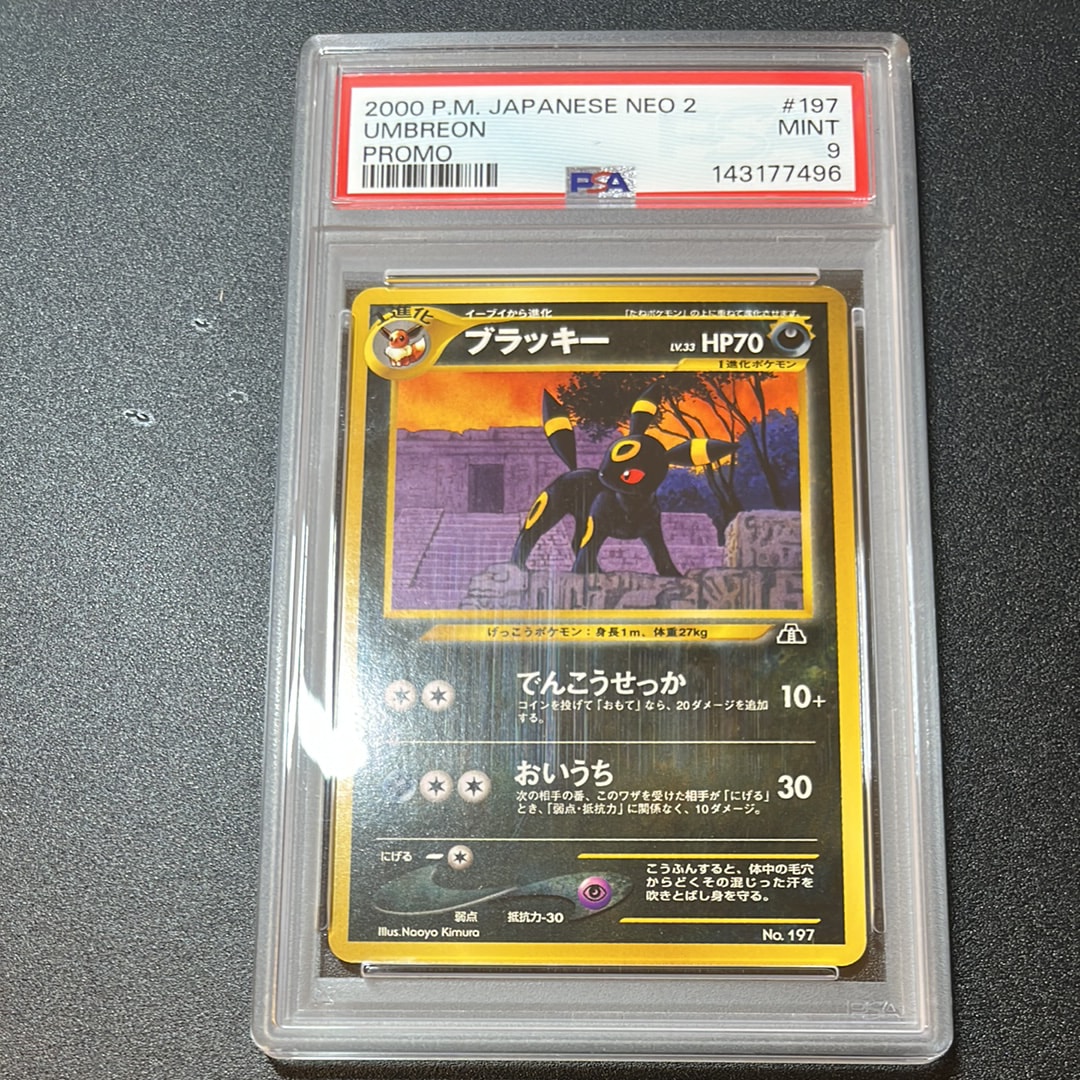 2000 P.M. JAPANESE NEO 2 #197
UMBREON MINT
PROMO 9
PSA 143177496
1進化 イーブイから進化 「たねポケモン」の上に重ねて進化させます。
ブラッキー LV.33 HP70
1進化ポケモン
げっこうポケモン：身長1m、体重27kg
でんこうせっか 10+
コインを投げて「おもて」なら、20ダメージを追加
する。
おいうち 30
次の相手の番、このワザを受けた相手が「にげる」
とき、「弱点・抵抗力」に関係なく、10ダメージ。
にげる
こうふんすると、体中の毛穴
からどくその混じった汗を
吹きとばし身を守る。
弱点 抵抗力-30
Illus.Naoyo Kimura No. 197
PSA